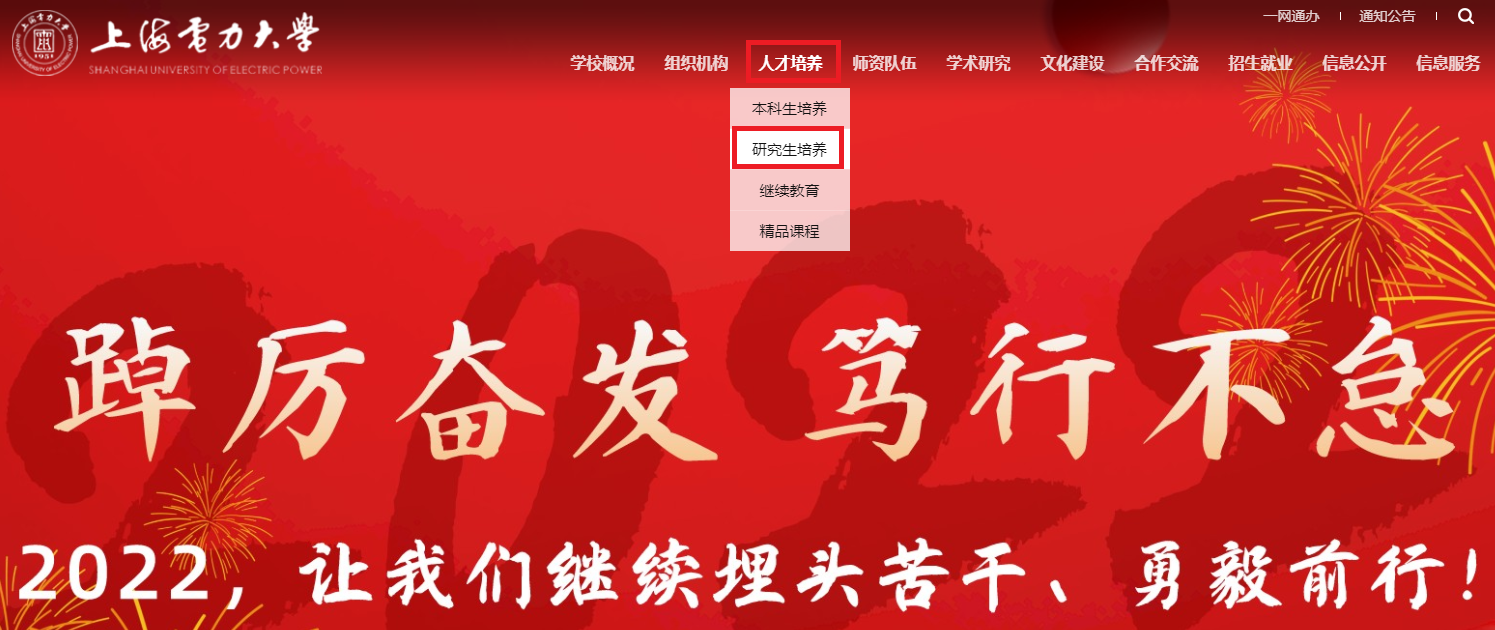 上海電力大學
SHANGHAI UNIVERSITY OF ELECTRIC POWER
一网通办 通知公告
学校概况 组织机构 人才培养 师资队伍 学术研究 文化建设 合作交流 招生就业 信息公开 信息服务
本科生培养
研究生培养
继续教育
精品课程
2022
踔厉奋发 笃行不怠
2022，让我们继续埋头苦干、勇毅前行！